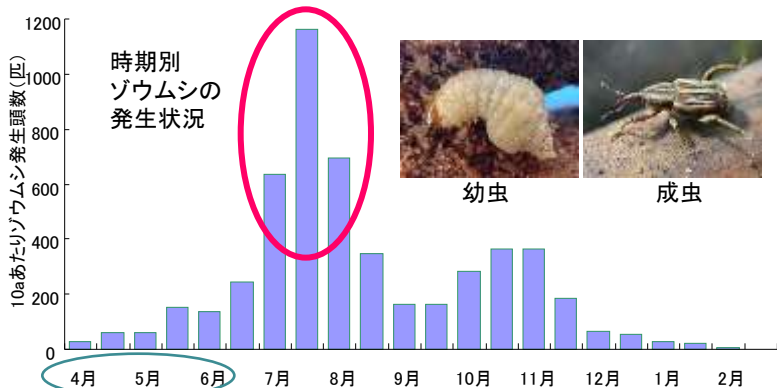 1200
1000
800
600
400
200
0
10aあたりゾウムシ発生頭数(匹)
時期別
ゾウムシの
発生状況
幼虫
成虫
4月 5月 6月 7月 8月 9月 10月 11月 12月 1月 2月